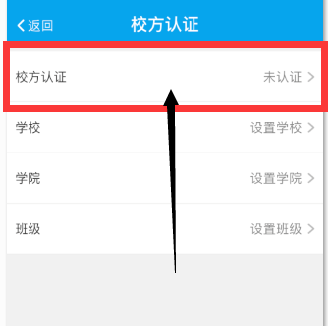 返回 校方认证
校方认证 未认证
学校 设置学校
学院 设置学院
班级 设置班级